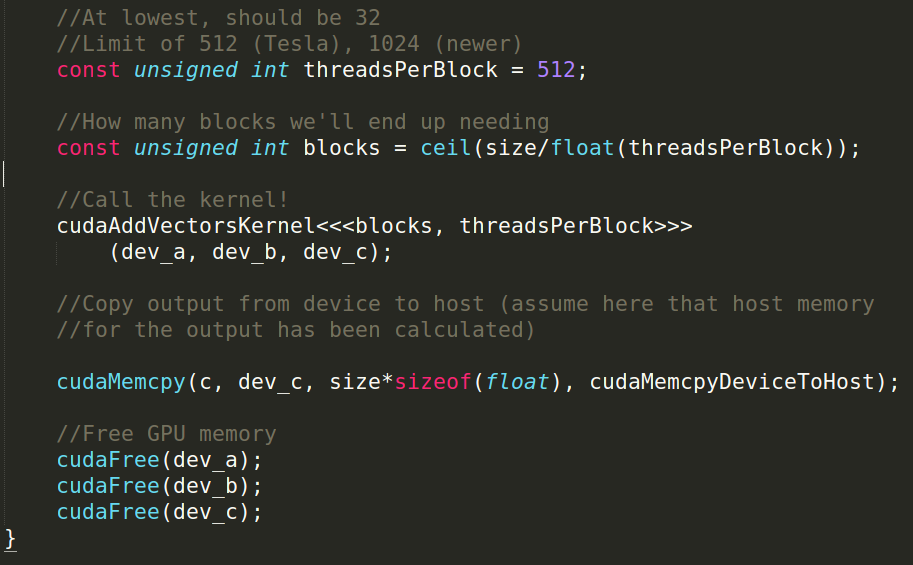 //At lowest, should be 32
//Limit of 512 (Tesla), 1024 (newer)
const unsigned int threadsPerBlock = 512;
//How many blocks we'll end up needing
const unsigned int blocks = ceil(size/float(threadsPerBlock));
//Call the kernel!
cudaAddVectorsKernel<<<blocks, threadsPerBlock>>>
(dev_a, dev_b, dev_c);
//Copy output from device to host (assume here that host memory
//for the output has been calculated)
cudaMemcpy(c, dev_c, size*sizeof(float), cudaMemcpyDeviceToHost);
//Free GPU memory
cudaFree(dev_a);
cudaFree(dev_b);
cudaFree(dev_c);
}